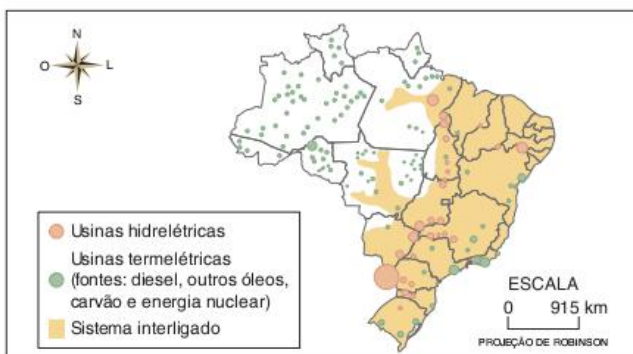 N
O
L
S
Usinas hidrelétricas
Usinas termelétricas
(fontes: diesel, outros óleos,
carvão e energia nuclear)
Sistema interligado
ESCALA
0 915 km
PROJEÇÃO DE ROBINSON